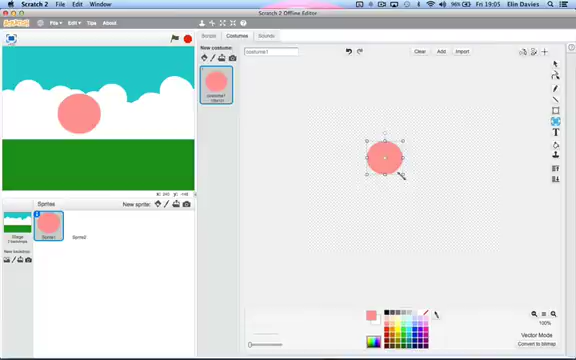 Scratch 2 File Edit Window
96% Fri 19:05 Elin Davies
Scratch 2 Offline Editor
SCRATCH File Edit Tips About
Scripts Costumes Sounds
New costume:
costume1
Clear Add Import
costume1
Sprites New sprite:
Stage
2 backdrops
Sprite1
Sprite2
New backdrop:
100%
Vector Mode
Convert to bitmap